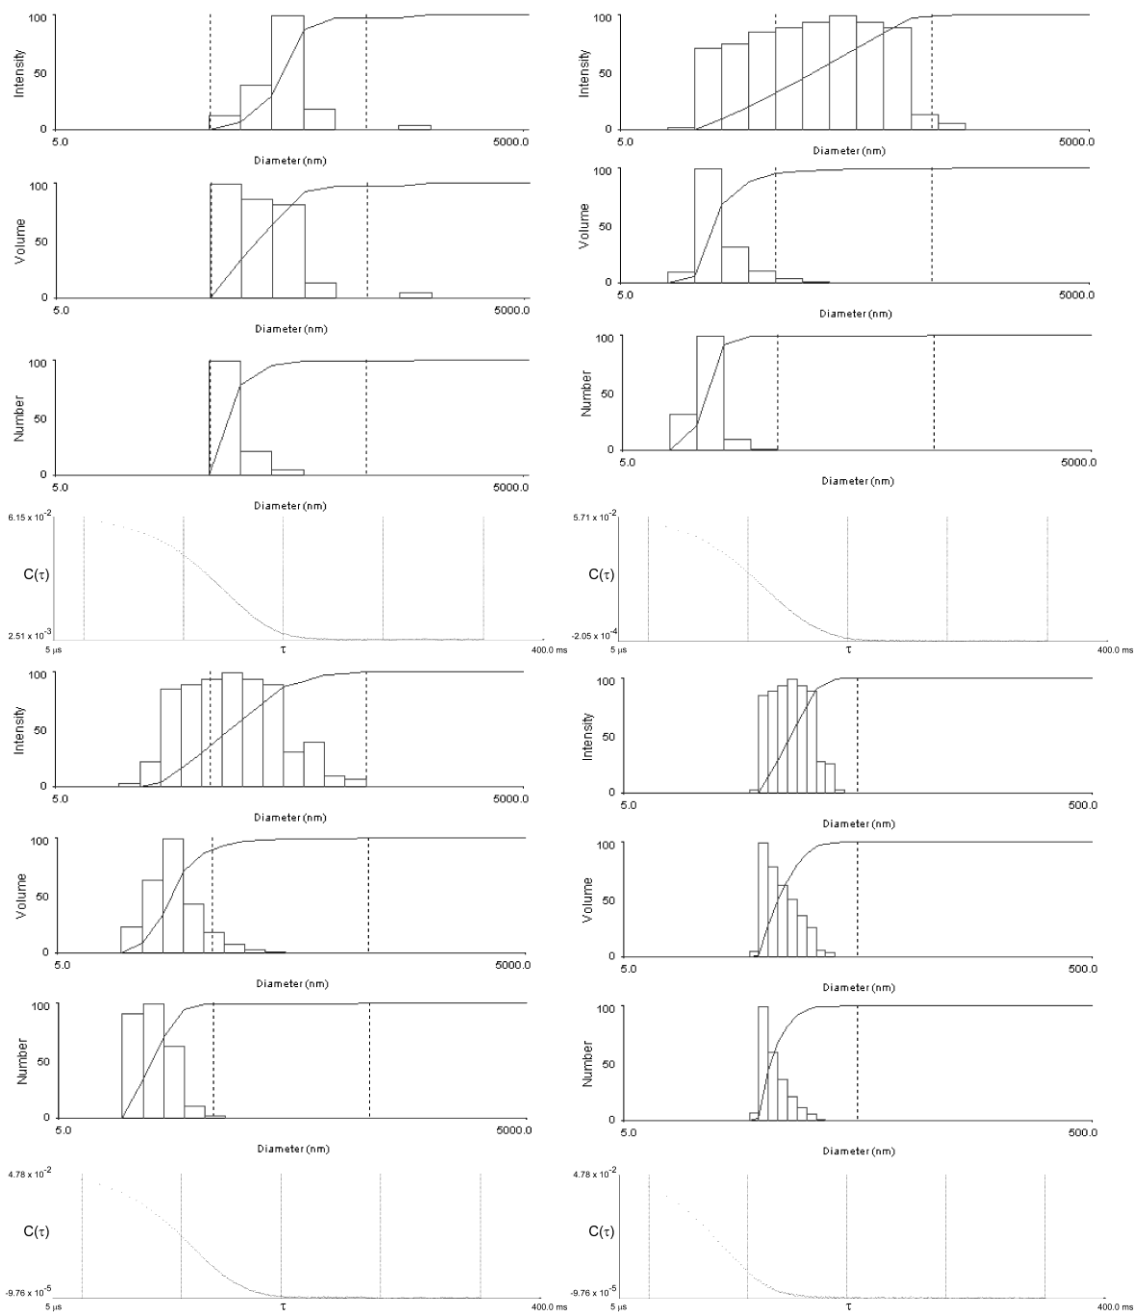 100
50
0
Intensity
5.0
5000.0
Diameter (nm)
100
50
0
Volume
5.0
5000.0
Diameter (nm)
100
50
0
Number
5.0
5000.0
Diameter (nm)
6.15 x 10-2
C(τ)
2.51 x 10-3
5 µs
τ
400.0 ms
100
50
0
Intensity
5.0
5000.0
Diameter (nm)
100
50
0
Volume
5.0
5000.0
Diameter (nm)
100
50
0
Number
5.0
5000.0
Diameter (nm)
5.71 x 10-2
C(τ)
-2.05 x 10-4
5 µs
τ
400.0 ms
100
50
0
Intensity
5.0
5000.0
Diameter (nm)
100
50
0
Volume
5.0
5000.0
Diameter (nm)
100
50
0
Number
5.0
5000.0
Diameter (nm)
4.78 x 10-2
C(τ)
-9.76 x 10-5
5 µs
τ
400.0 ms
100
50
0
Intensity
5.0
500.0
Diameter (nm)
100
50
0
Volume
5.0
500.0
Diameter (nm)
100
50
0
Number
5.0
500.0
Diameter (nm)
4.78 x 10-2
C(τ)
-9.76 x 10-5
5 µs
τ
400.0 ms